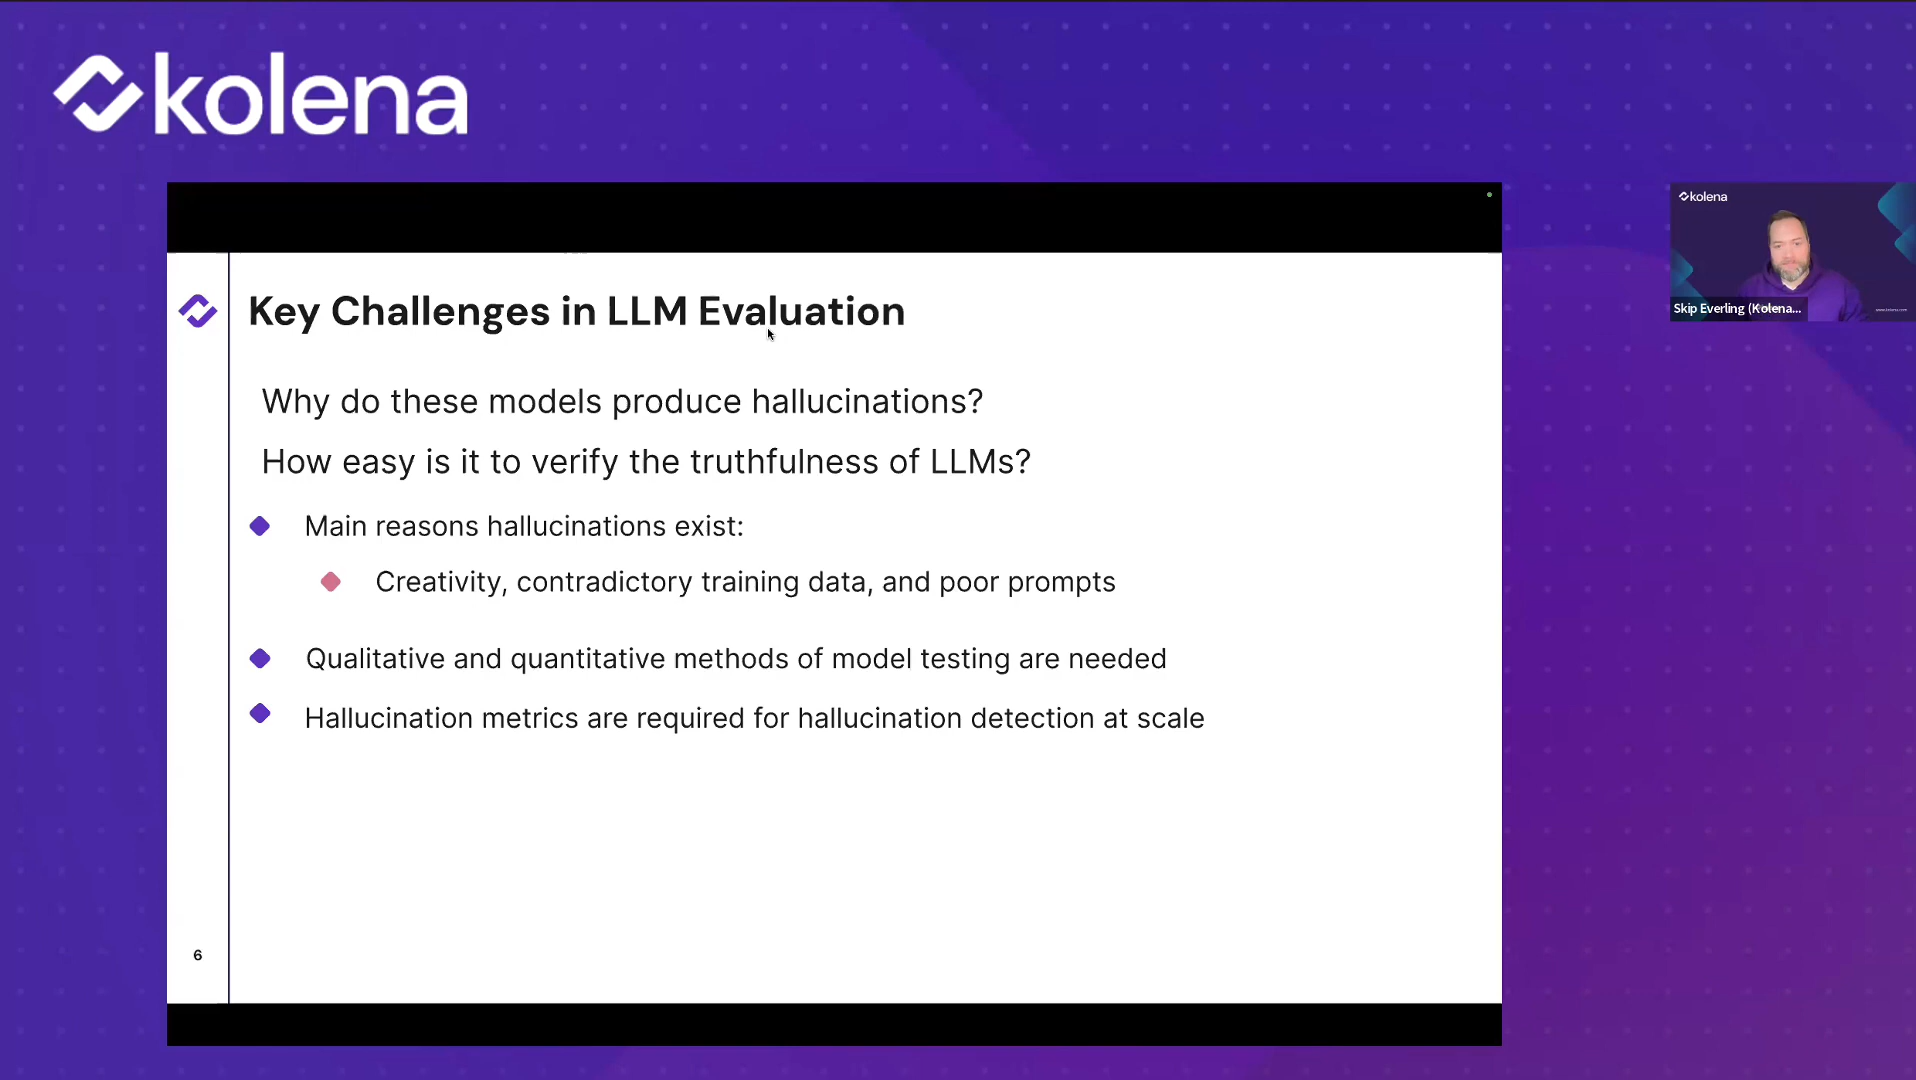 kolena
kolena
Skip Everling (Kolena...
Key Challenges in LLM Evaluation
Why do these models produce hallucinations?
How easy is it to verify the truthfulness of LLMs?
Main reasons hallucinations exist:
Creativity, contradictory training data, and poor prompts
Qualitative and quantitative methods of model testing are needed
Hallucination metrics are required for hallucination detection at scale
6